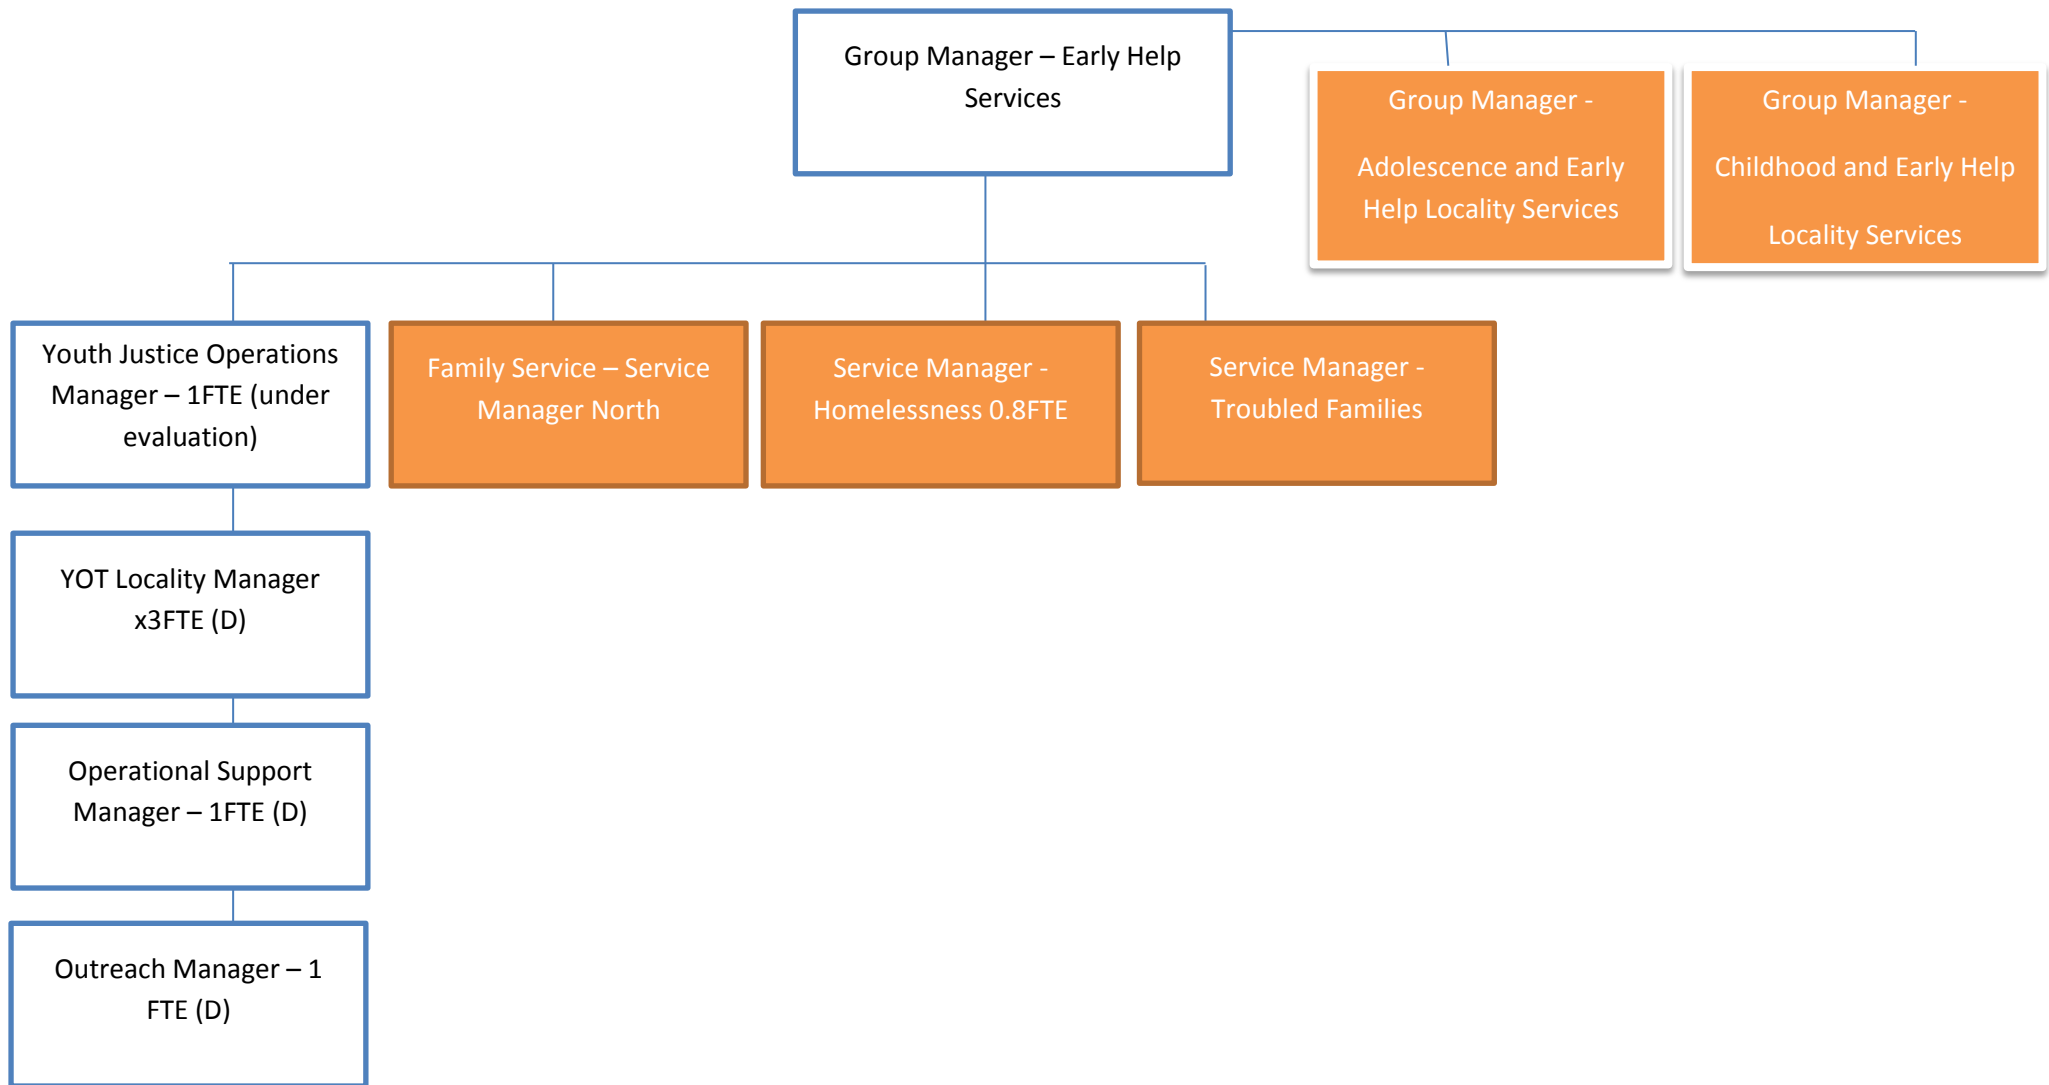 Group Manager – Early Help
Services
Group Manager -
Adolescence and Early
Help Locality Services
Group Manager -
Childhood and Early Help
Locality Services
Youth Justice Operations
Manager – 1FTE (under
evaluation)
Family Service – Service
Manager North
Service Manager -
Homelessness 0.8FTE
Service Manager -
Troubled Families
YOT Locality Manager
x3FTE (D)
Operational Support
Manager – 1FTE (D)
Outreach Manager – 1
FTE (D)